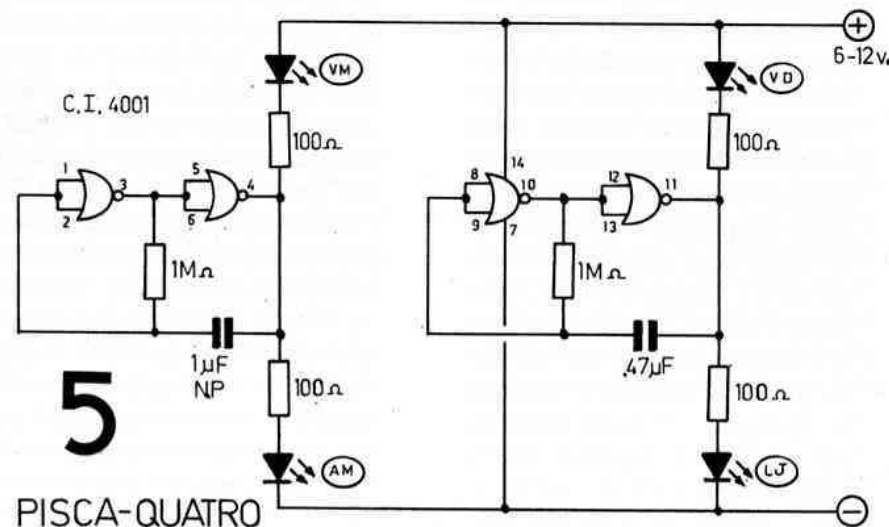 VM
VD
+
6-12v.
C.I. 4001
100Ω
100Ω
1
2
3
5
6
4
8
9
14
10
7
12
13
11
1MΩ
1MΩ
1µF
NP
.47µF
100Ω
100Ω
5
AM
LJ
PISCA-QUATRO
−